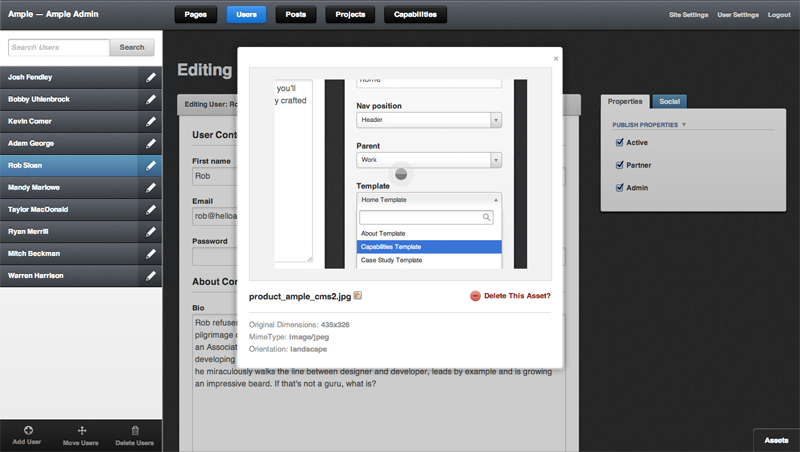 Ample — Ample Admin
Pages
Users
Posts
Projects
Capabilities
Site Settings
User Settings
Logout
Search Users
Search
Josh Fendley
Bobby Uhlenbrock
Kevin Comer
Adam George
Rob Sloan
Mandy Marlowe
Taylor MacDonald
Ryan Merrill
Mitch Beckman
Warren Harrison
Add User
Move Users
Delete Users
Editing
Editing User: Ro
User Cont
First name
Rob
Email
rob@helloa
Password
About Con
Bio
Rob refuses
pilgrimage o
an Associat
developing
he miraculously walks the line between designer and developer, leads by example and is growing
an impressive beard. If that's not a guru, what is?
you'll
y crafted
Home
Nav position
Header
Parent
Work
Template
Home Template
About Template
Capabilities Template
Case Study Template
product_ample_cms2.jpg
Delete This Asset?
Original Dimensions: 435x326
MimeType: image/jpeg
Orientation: landscape
Properties
Social
PUBLISH PROPERTIES
Active
Partner
Admin
Assets